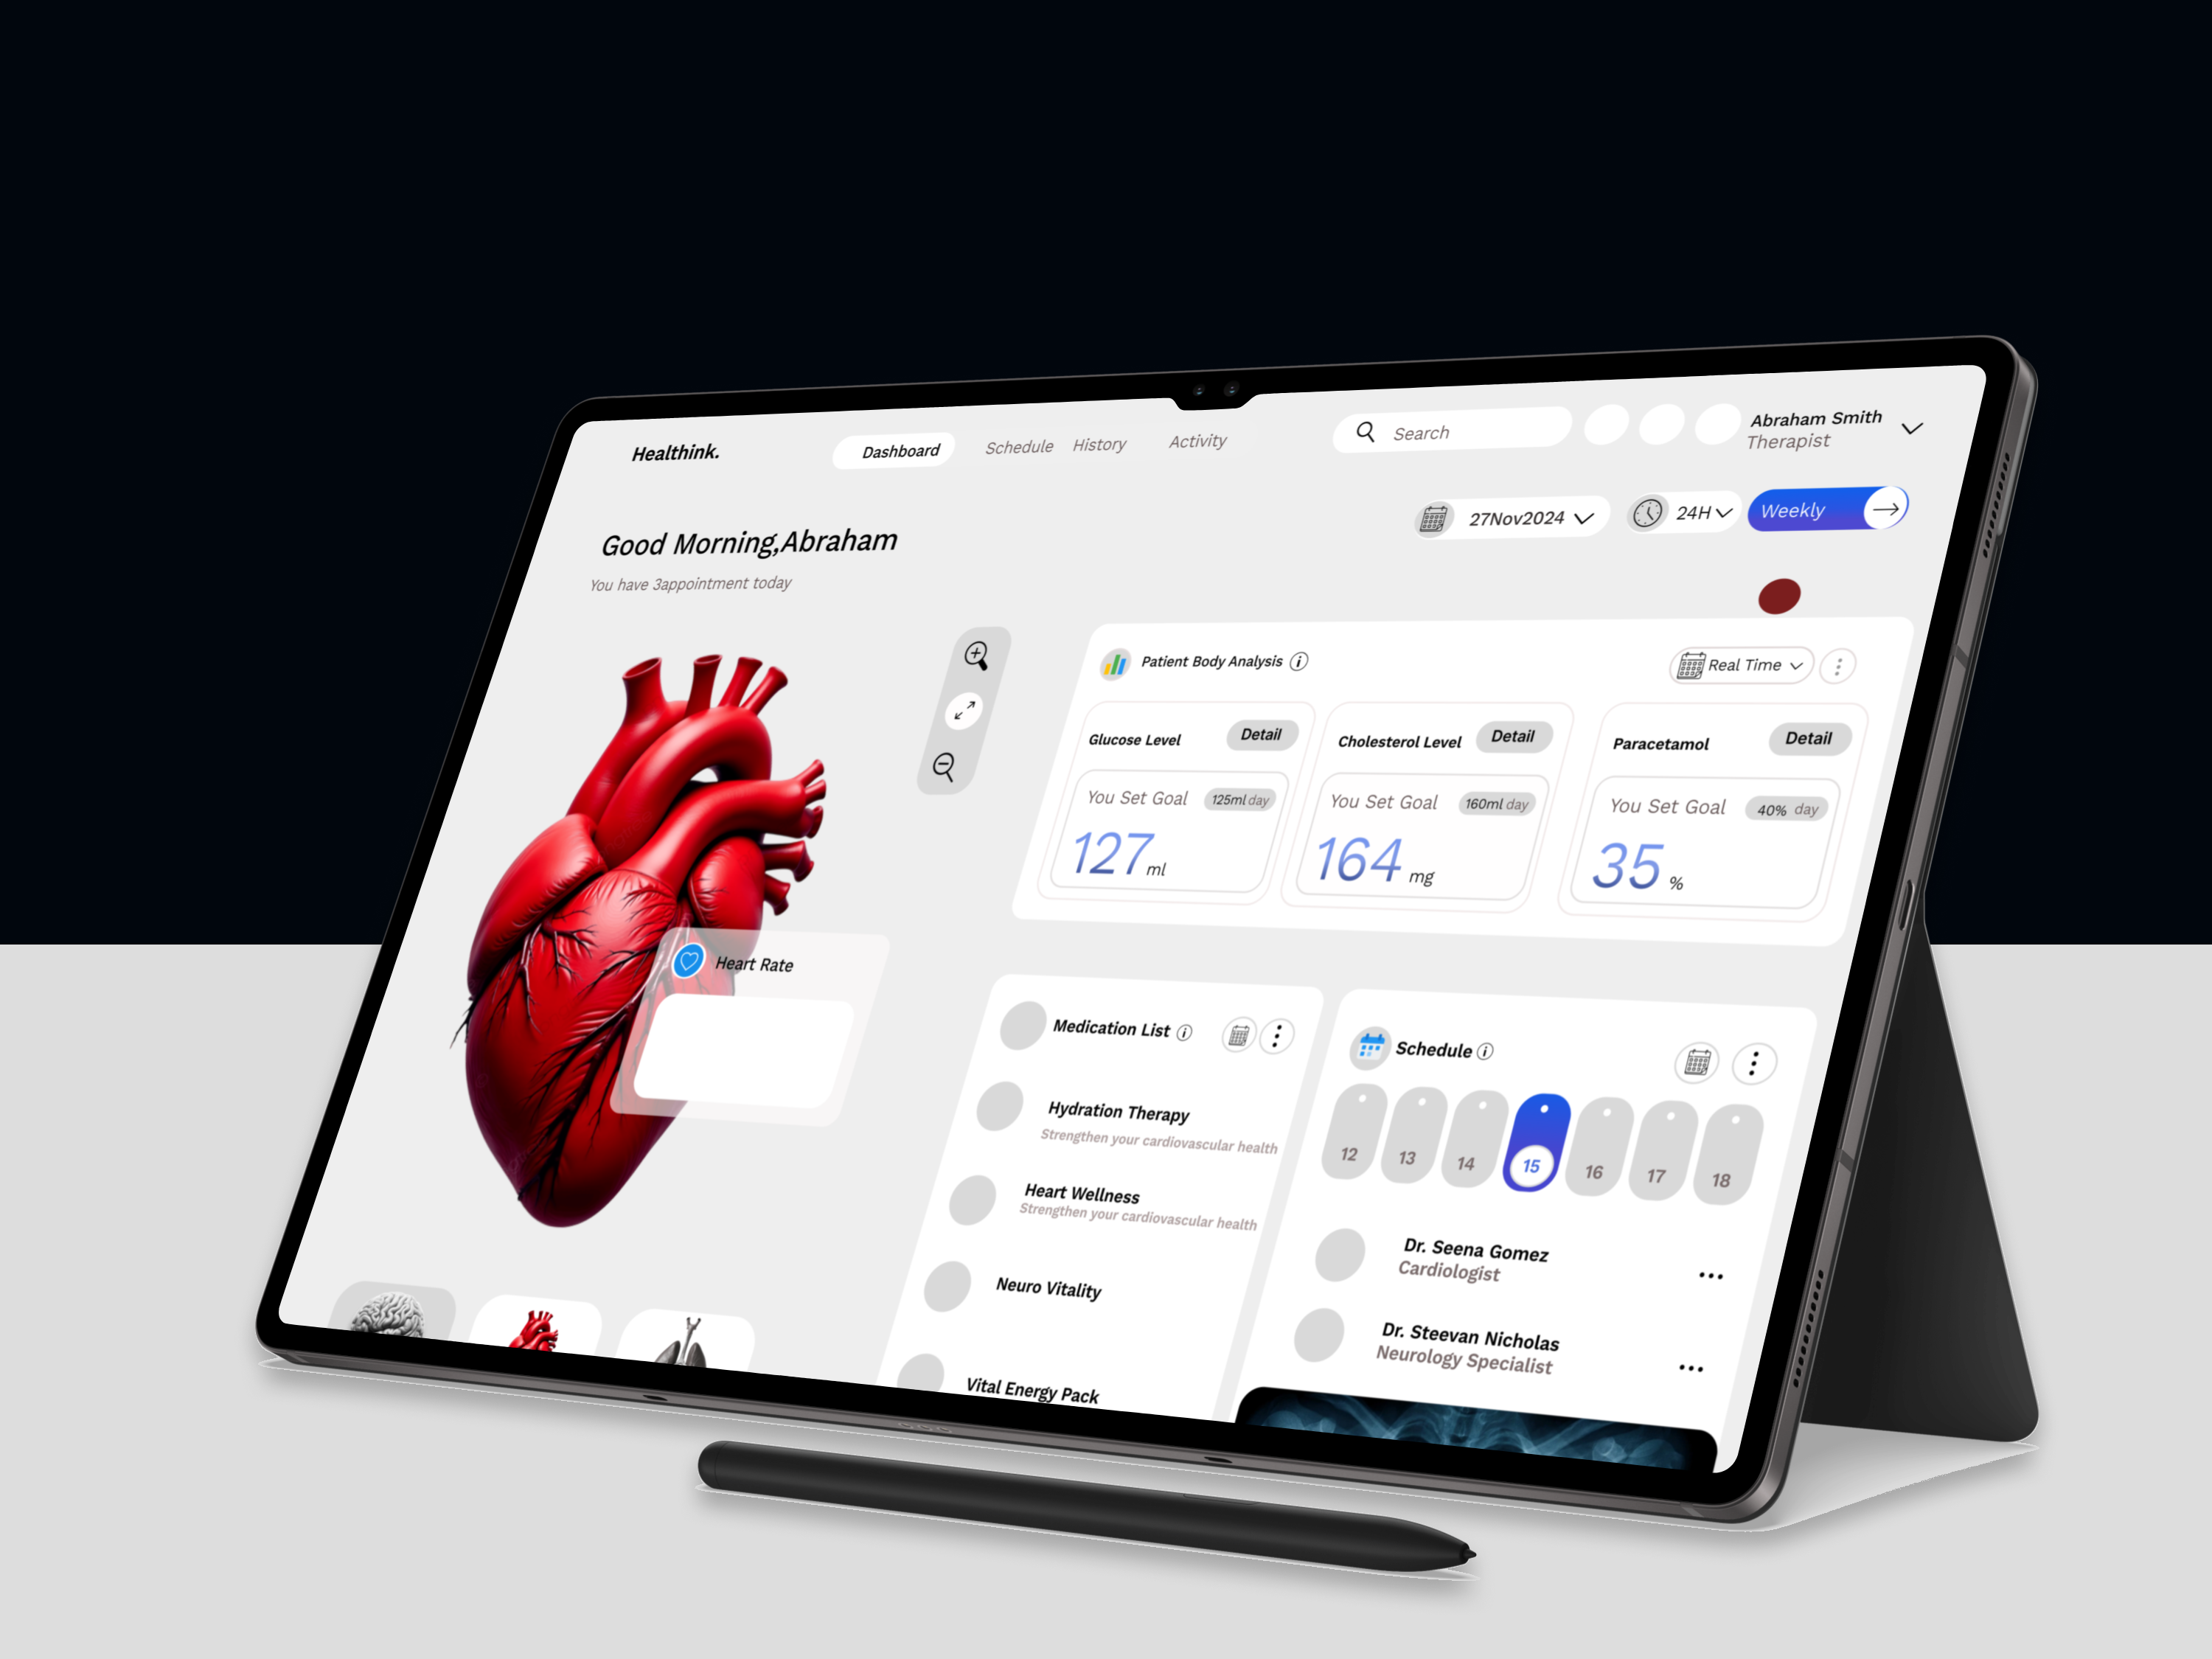 Healthink.
Dashboard
Schedule
History
Activity
Search
Abraham Smith
Therapist
27Nov2024
24H
Weekly
Good Morning,Abraham
You have 3appointment today
Patient Body Analysis
Real Time
Glucose Level
Detail
You Set Goal
125ml day
127 ml
Cholesterol Level
Detail
You Set Goal
160ml day
164 mg
Paracetamol
Detail
You Set Goal
40% day
35 %
Heart Rate
Medication List
Hydration Therapy
Strengthen your cardiovascular health
Heart Wellness
Strengthen your cardiovascular health
Neuro Vitality
Vital Energy Pack
Schedule
12 13 14 15 16 17 18
Dr. Seena Gomez
Cardiologist
Dr. Steevan Nicholas
Neurology Specialist